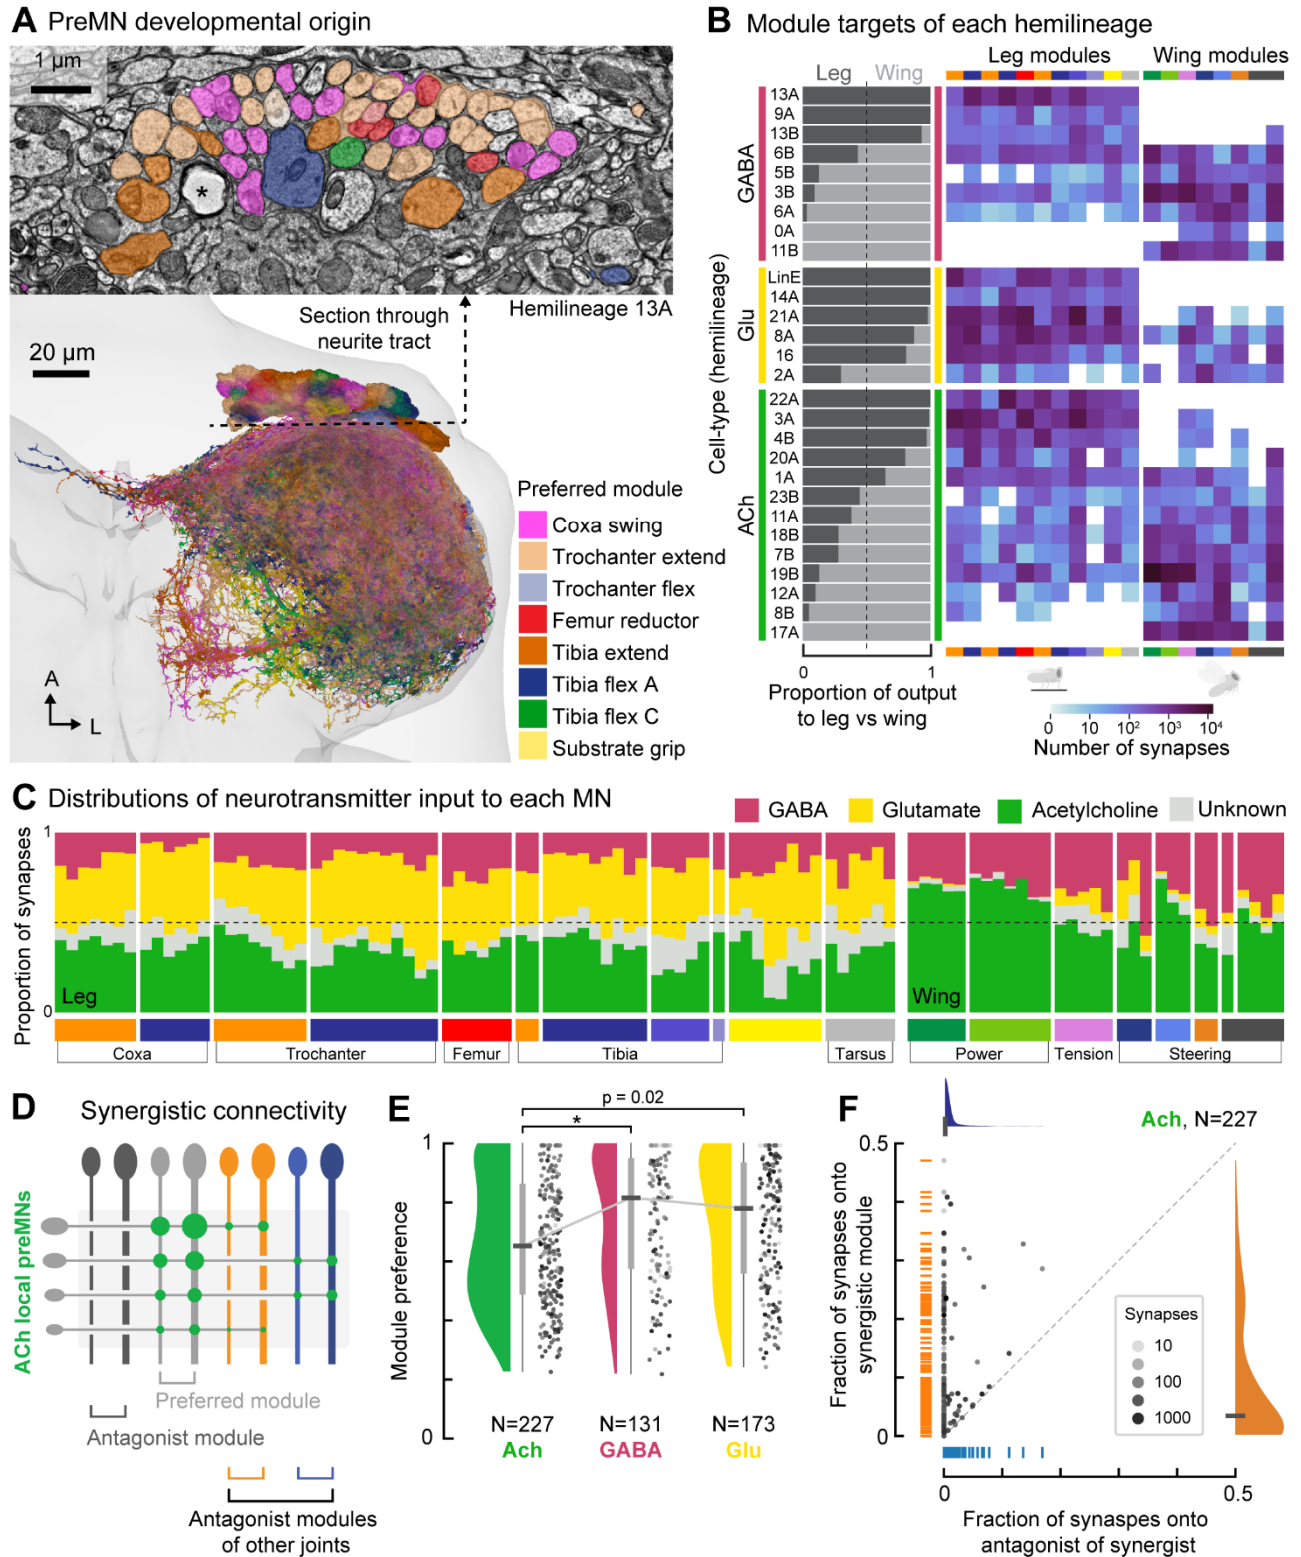 A PreMN developmental origin
1 µm
*
Hemilineage 13A
Section through
neurite tract
20 µm
A
L
Preferred module
Coxa swing
Trochanter extend
Trochanter flex
Femur reductor
Tibia extend
Tibia flex A
Tibia flex C
Substrate grip
B Module targets of each hemilineage
Leg modules
Wing modules
Leg
Wing
Cell-type (hemilineage)
GABA
13A
9A
13B
6B
5B
3B
6A
0A
11B
Glu
LinE
14A
21A
8A
16
2A
ACh
22A
3A
4B
20A
1A
23B
11A
18B
7B
19B
12A
8B
17A
0
1
Proportion of output
to leg vs wing
0 10 10² 10³ 10⁴
Number of synapses
C Distributions of neurotransmitter input to each MN
GABA
Glutamate
Acetylcholine
Unknown
Proportion of synapses
1
0
Leg
Wing
Coxa
Trochanter
Femur
Tibia
Tarsus
Power
Tension
Steering
D Synergistic connectivity
ACh local preMNs
Preferred module
Antagonist module
Antagonist modules
of other joints
E
p = 0.02
*
Module preference
1
0
N=227
Ach
N=131
GABA
N=173
Glu
F
Ach, N=227
Fraction of synapses onto
synergistic module
0.5
0
Synapses
10
100
1000
0
0.5
Fraction of synaspes onto
antagonist of synergist